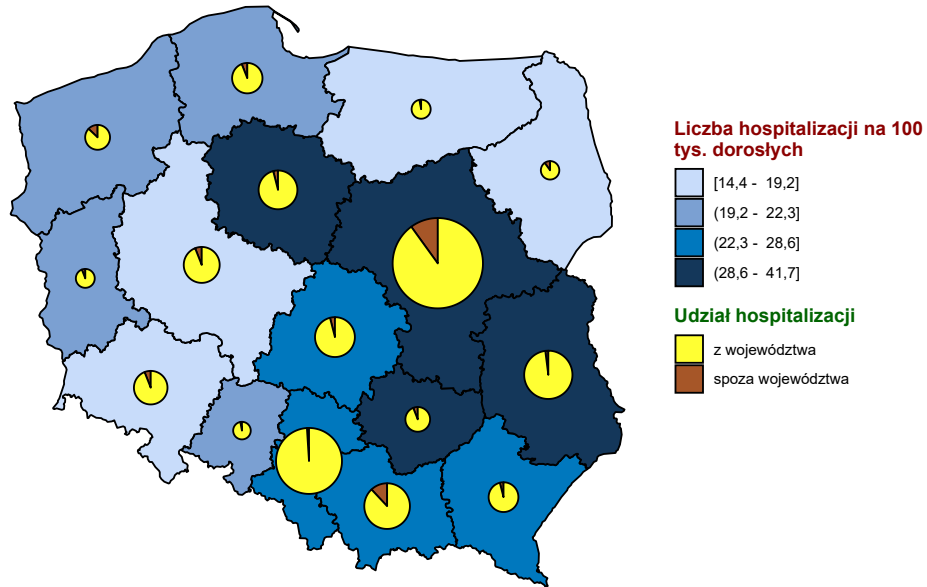 Liczba hospitalizacji na 100
tys. dorosłych
[14,4 - 19,2]
(19,2 - 22,3]
(22,3 - 28,6]
(28,6 - 41,7]
Udział hospitalizacji
z województwa
spoza województwa